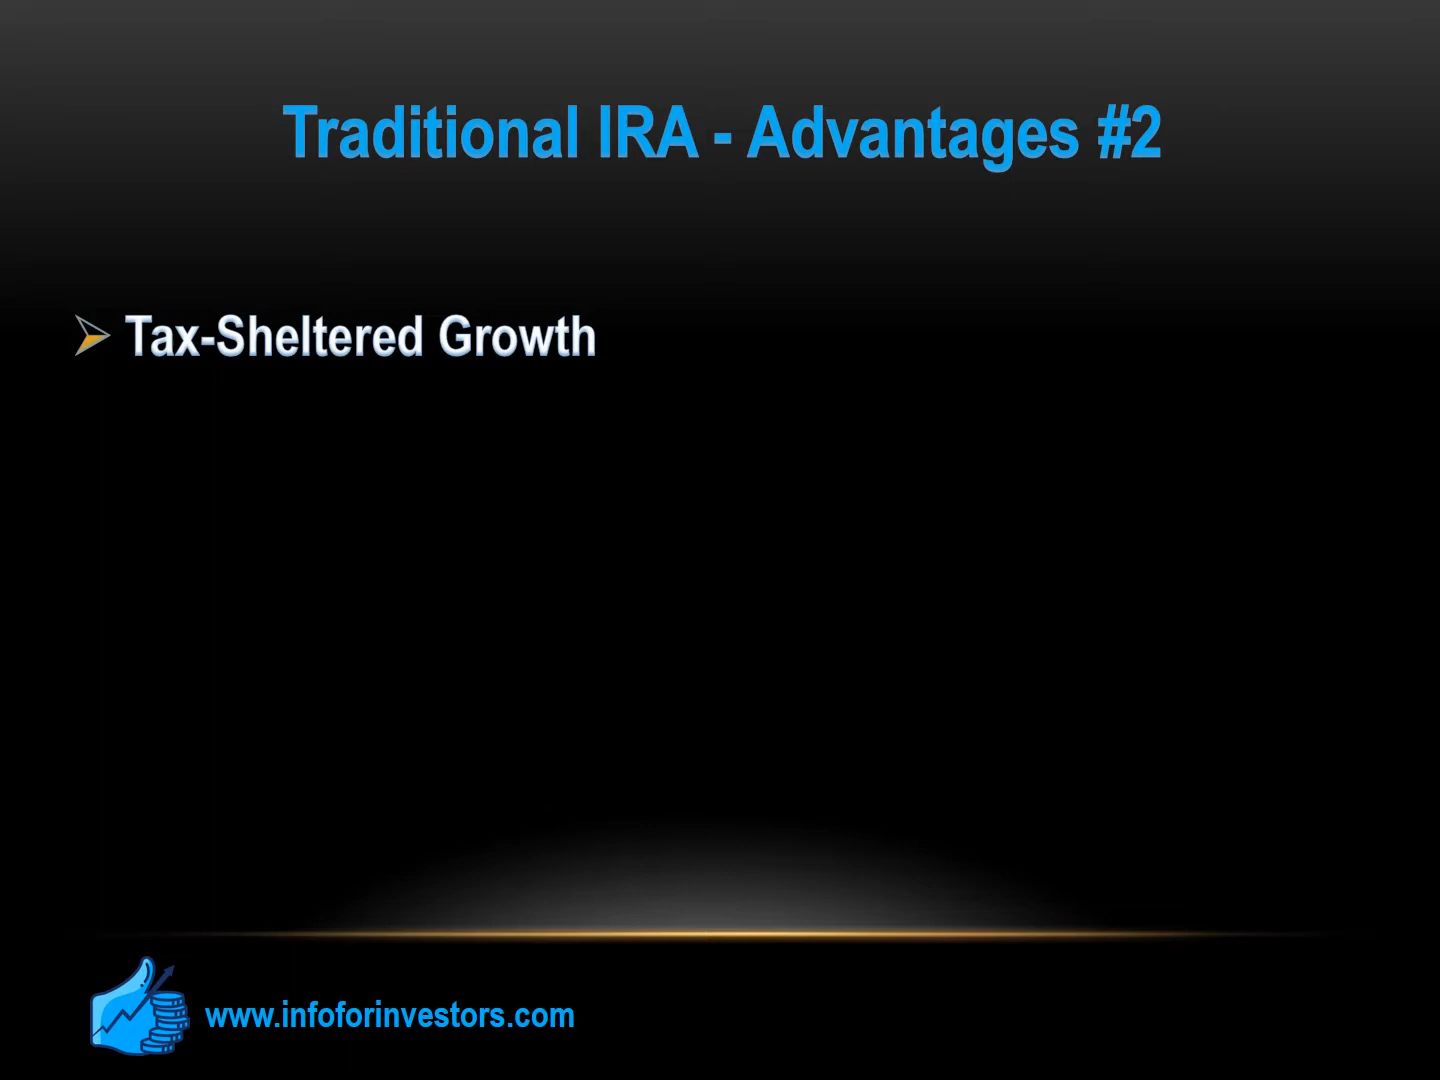 Traditional IRA - Advantages #2
Tax-Sheltered Growth
www.infoforinvestors.com